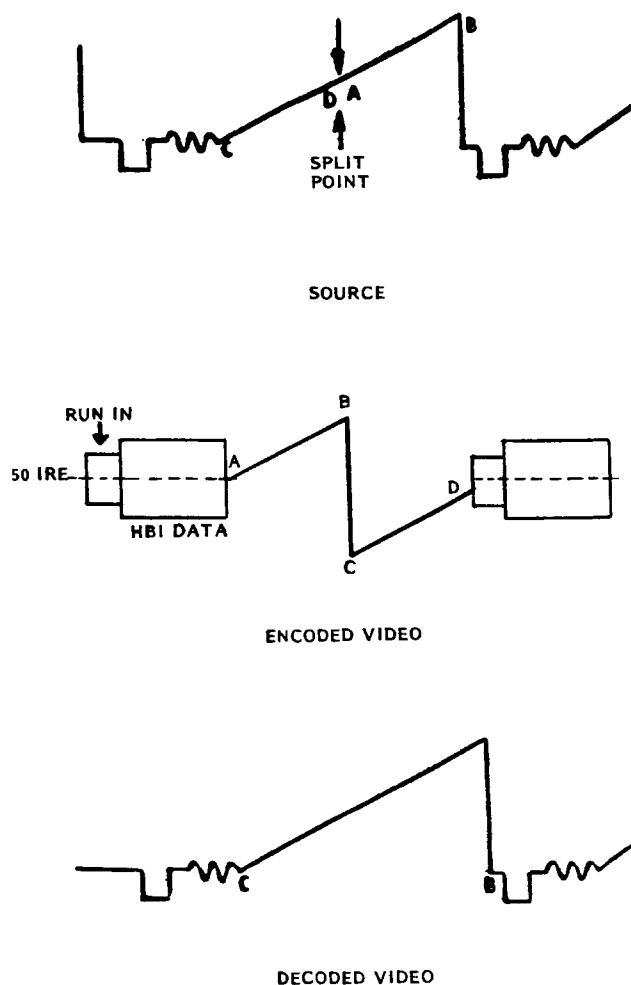 B
D A
C
SPLIT
POINT
SOURCE
RUN IN
B
50 IRE
A
D
HBI DATA
C
ENCODED VIDEO
C
B
DECODED VIDEO